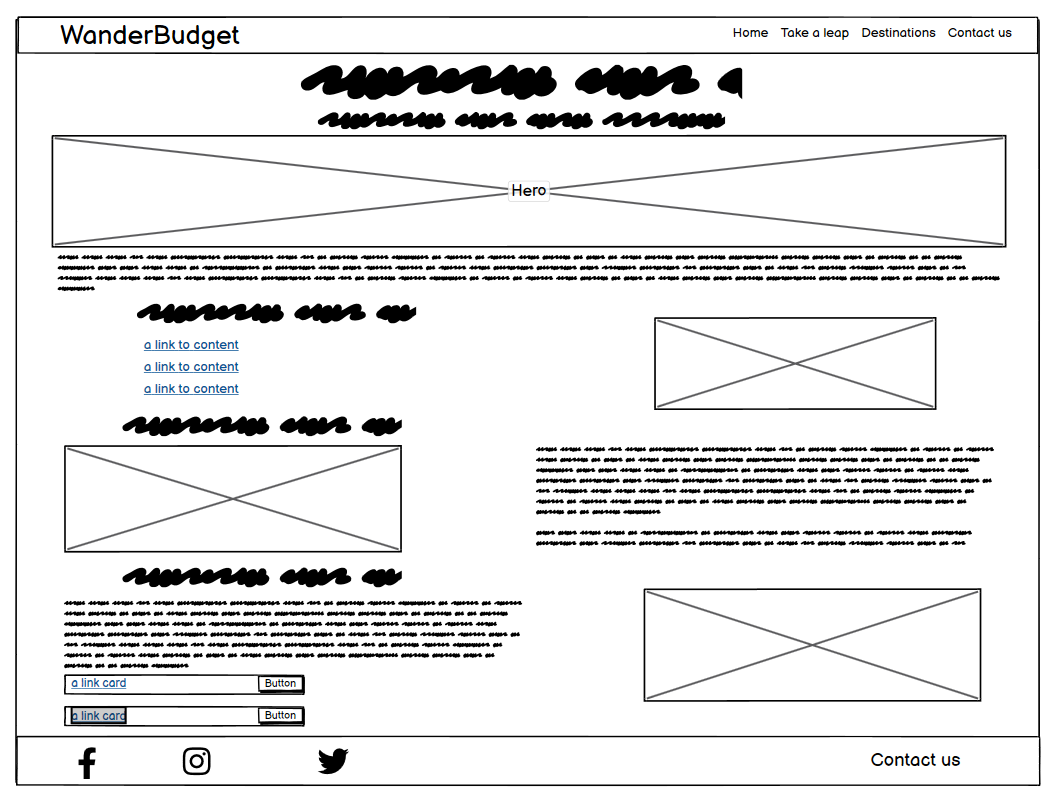 WanderBudget
Home Take a leap Destinations Contact us
Hero
a link to content
a link to content
a link to content
a link card Button
a link card Button
Contact us